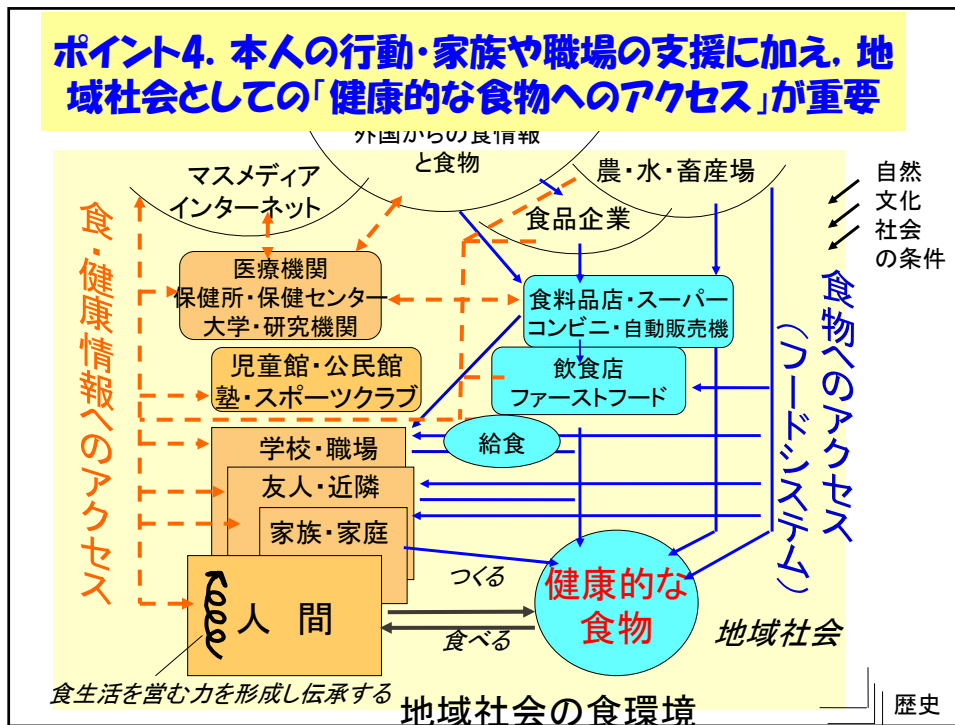 ポイント4. 本人の行動・家族や職場の支援に加え, 地
域社会としての「健康的な食物へのアクセス」が重要
外国からの食情報
と食物
マスメディア
インターネット
農・水・畜産場
自然
文化
社会
の条件
食品企業
食・健康情報へのアクセス
医療機関
保健所・保健センター
大学・研究機関
食料品店・スーパー
コンビニ・自動販売機
食物へのアクセス
(フードシステム)
児童館・公民館
塾・スポーツクラブ
飲食店
ファーストフード
給食
学校・職場
友人・近隣
家族・家庭
人 間
つくる
食べる
健康的な
食物
地域社会
食生活を営む力を形成し伝承する
地域社会の食環境
歴史